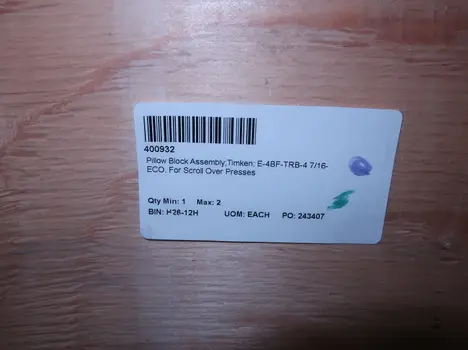 400932
Pillow Block Assembly,Timken: E-4BF-TRB-4 7/16-
ECO. For Scroll Over Presses
Qty Min: 1 Max: 2
BIN: H26-12H UOM: EACH PO: 243407